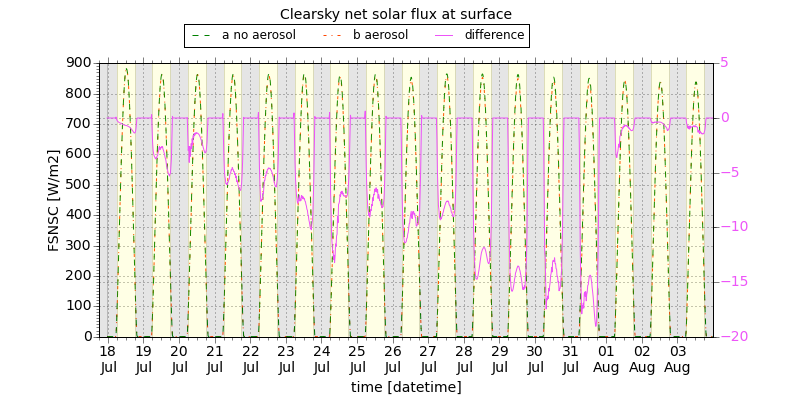 Clearsky net solar flux at surface
a no aerosol b aerosol difference
900 5
800
700 0
600
500 −5
400
300 −10
200 −15
100
0 −20
FSNSC [W/m2]
18 19 20 21 22 23 24 25 26 27 28 29 30 31 01 02 03
Jul Jul Jul Jul Jul Jul Jul Jul Jul Jul Jul Jul Jul Jul Aug Aug Aug
time [datetime]